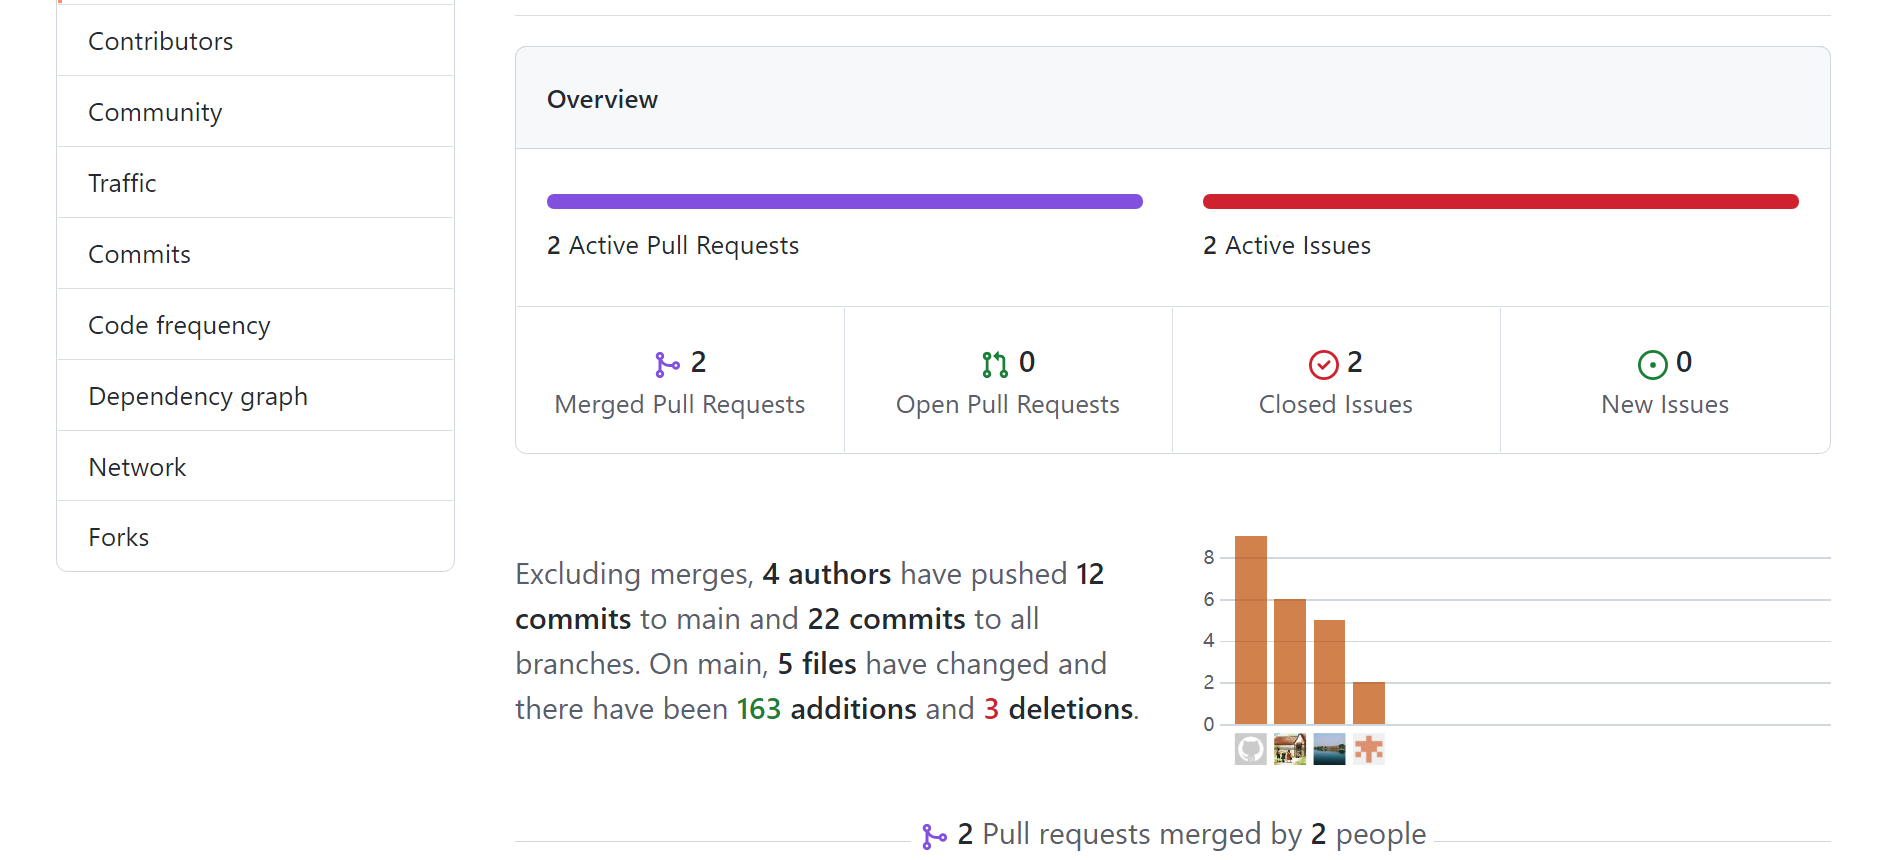 Contributors
Community
Traffic
Commits
Code frequency
Dependency graph
Network
Forks
Overview
2 Active Pull Requests
2 Active Issues
2
Merged Pull Requests
0
Open Pull Requests
2
Closed Issues
0
New Issues
Excluding merges, 4 authors have pushed 12
commits to main and 22 commits to all
branches. On main, 5 files have changed and
there have been 163 additions and 3 deletions.
8
6
4
2
0
2 Pull requests merged by 2 people